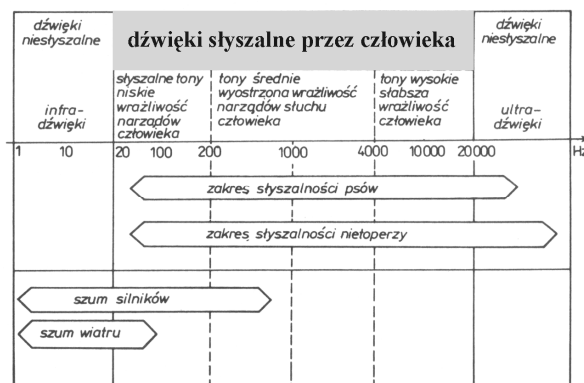 dźwięki
niesłyszalne
dźwięki słyszalne przez człowieka
dźwięki
niesłyszalne
infra-
dźwięki
słyszalne tony
niskie
wrażliwość
narządów
człowieka
tony średnie
wyostrzona wrażliwość
narządów słuchu
człowieka
tony wysokie
słabsza
wrażliwość
człowieka
ultra-
dźwięki
1 10 20 100 200 1000 4000 10000 20000 Hz
zakres słyszalności psów
zakres słyszalności nietoperzy
szum silników
szum wiatru